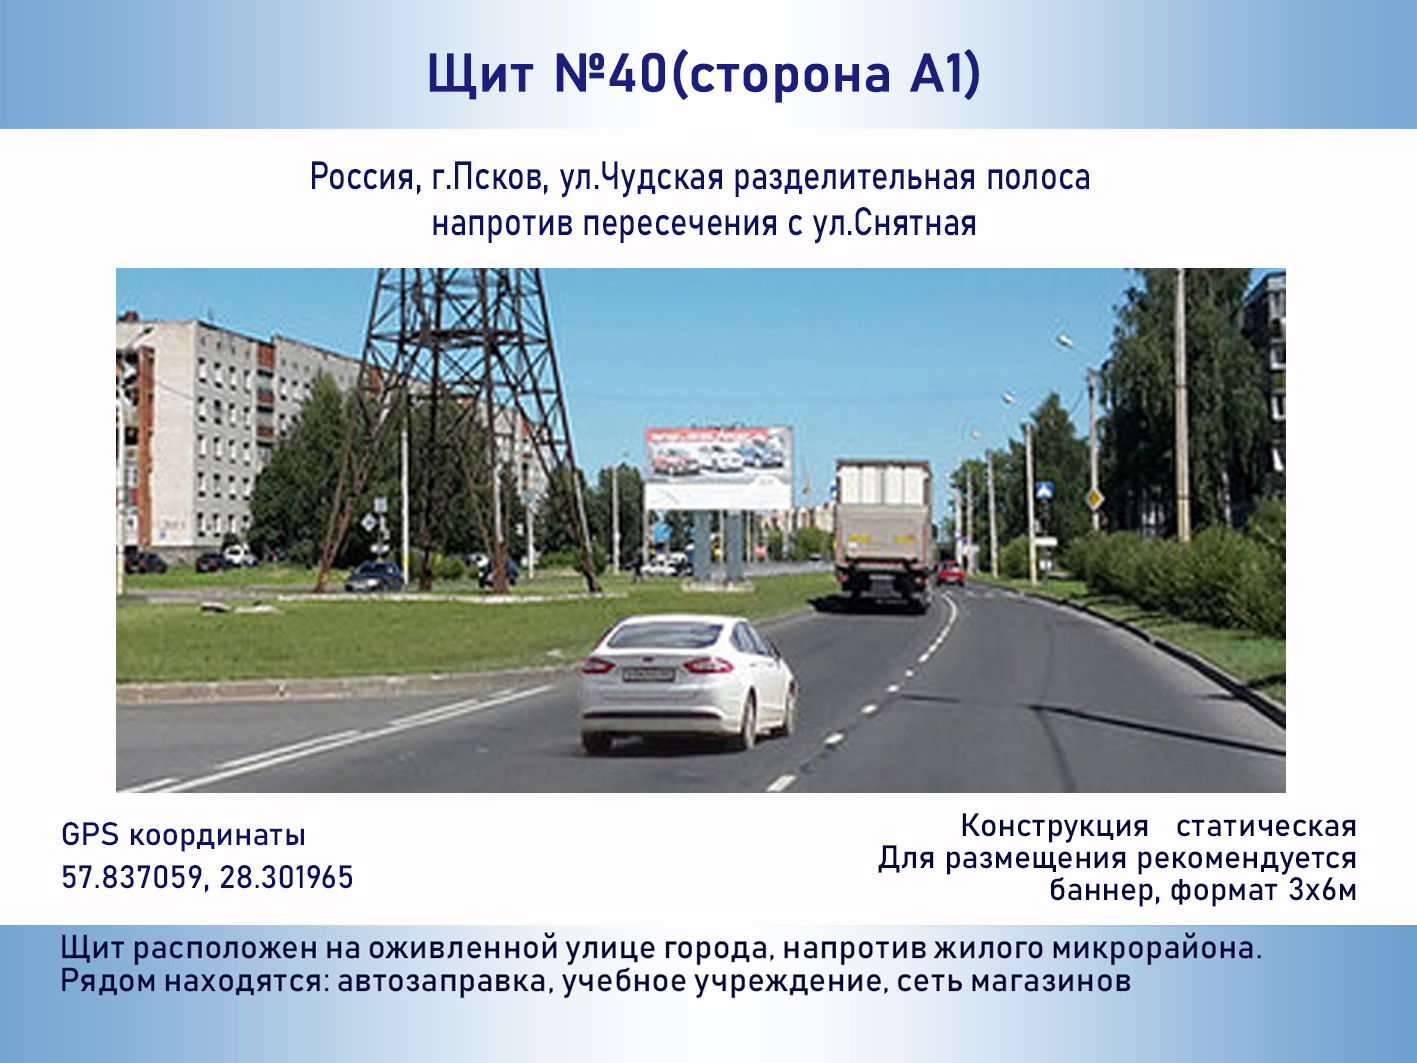 Щит №40(сторона А1)
Россия, г.Псков, ул.Чудская разделительная полоса
напротив пересечения с ул.Снятная
GPS координаты
57.837059, 28.301965
Конструкция статическая
Для размещения рекомендуется
баннер, формат 3х6м
Щит расположен на оживленной улице города, напротив жилого микрорайона.
Рядом находятся: автозаправка, учебное учреждение, сеть магазинов